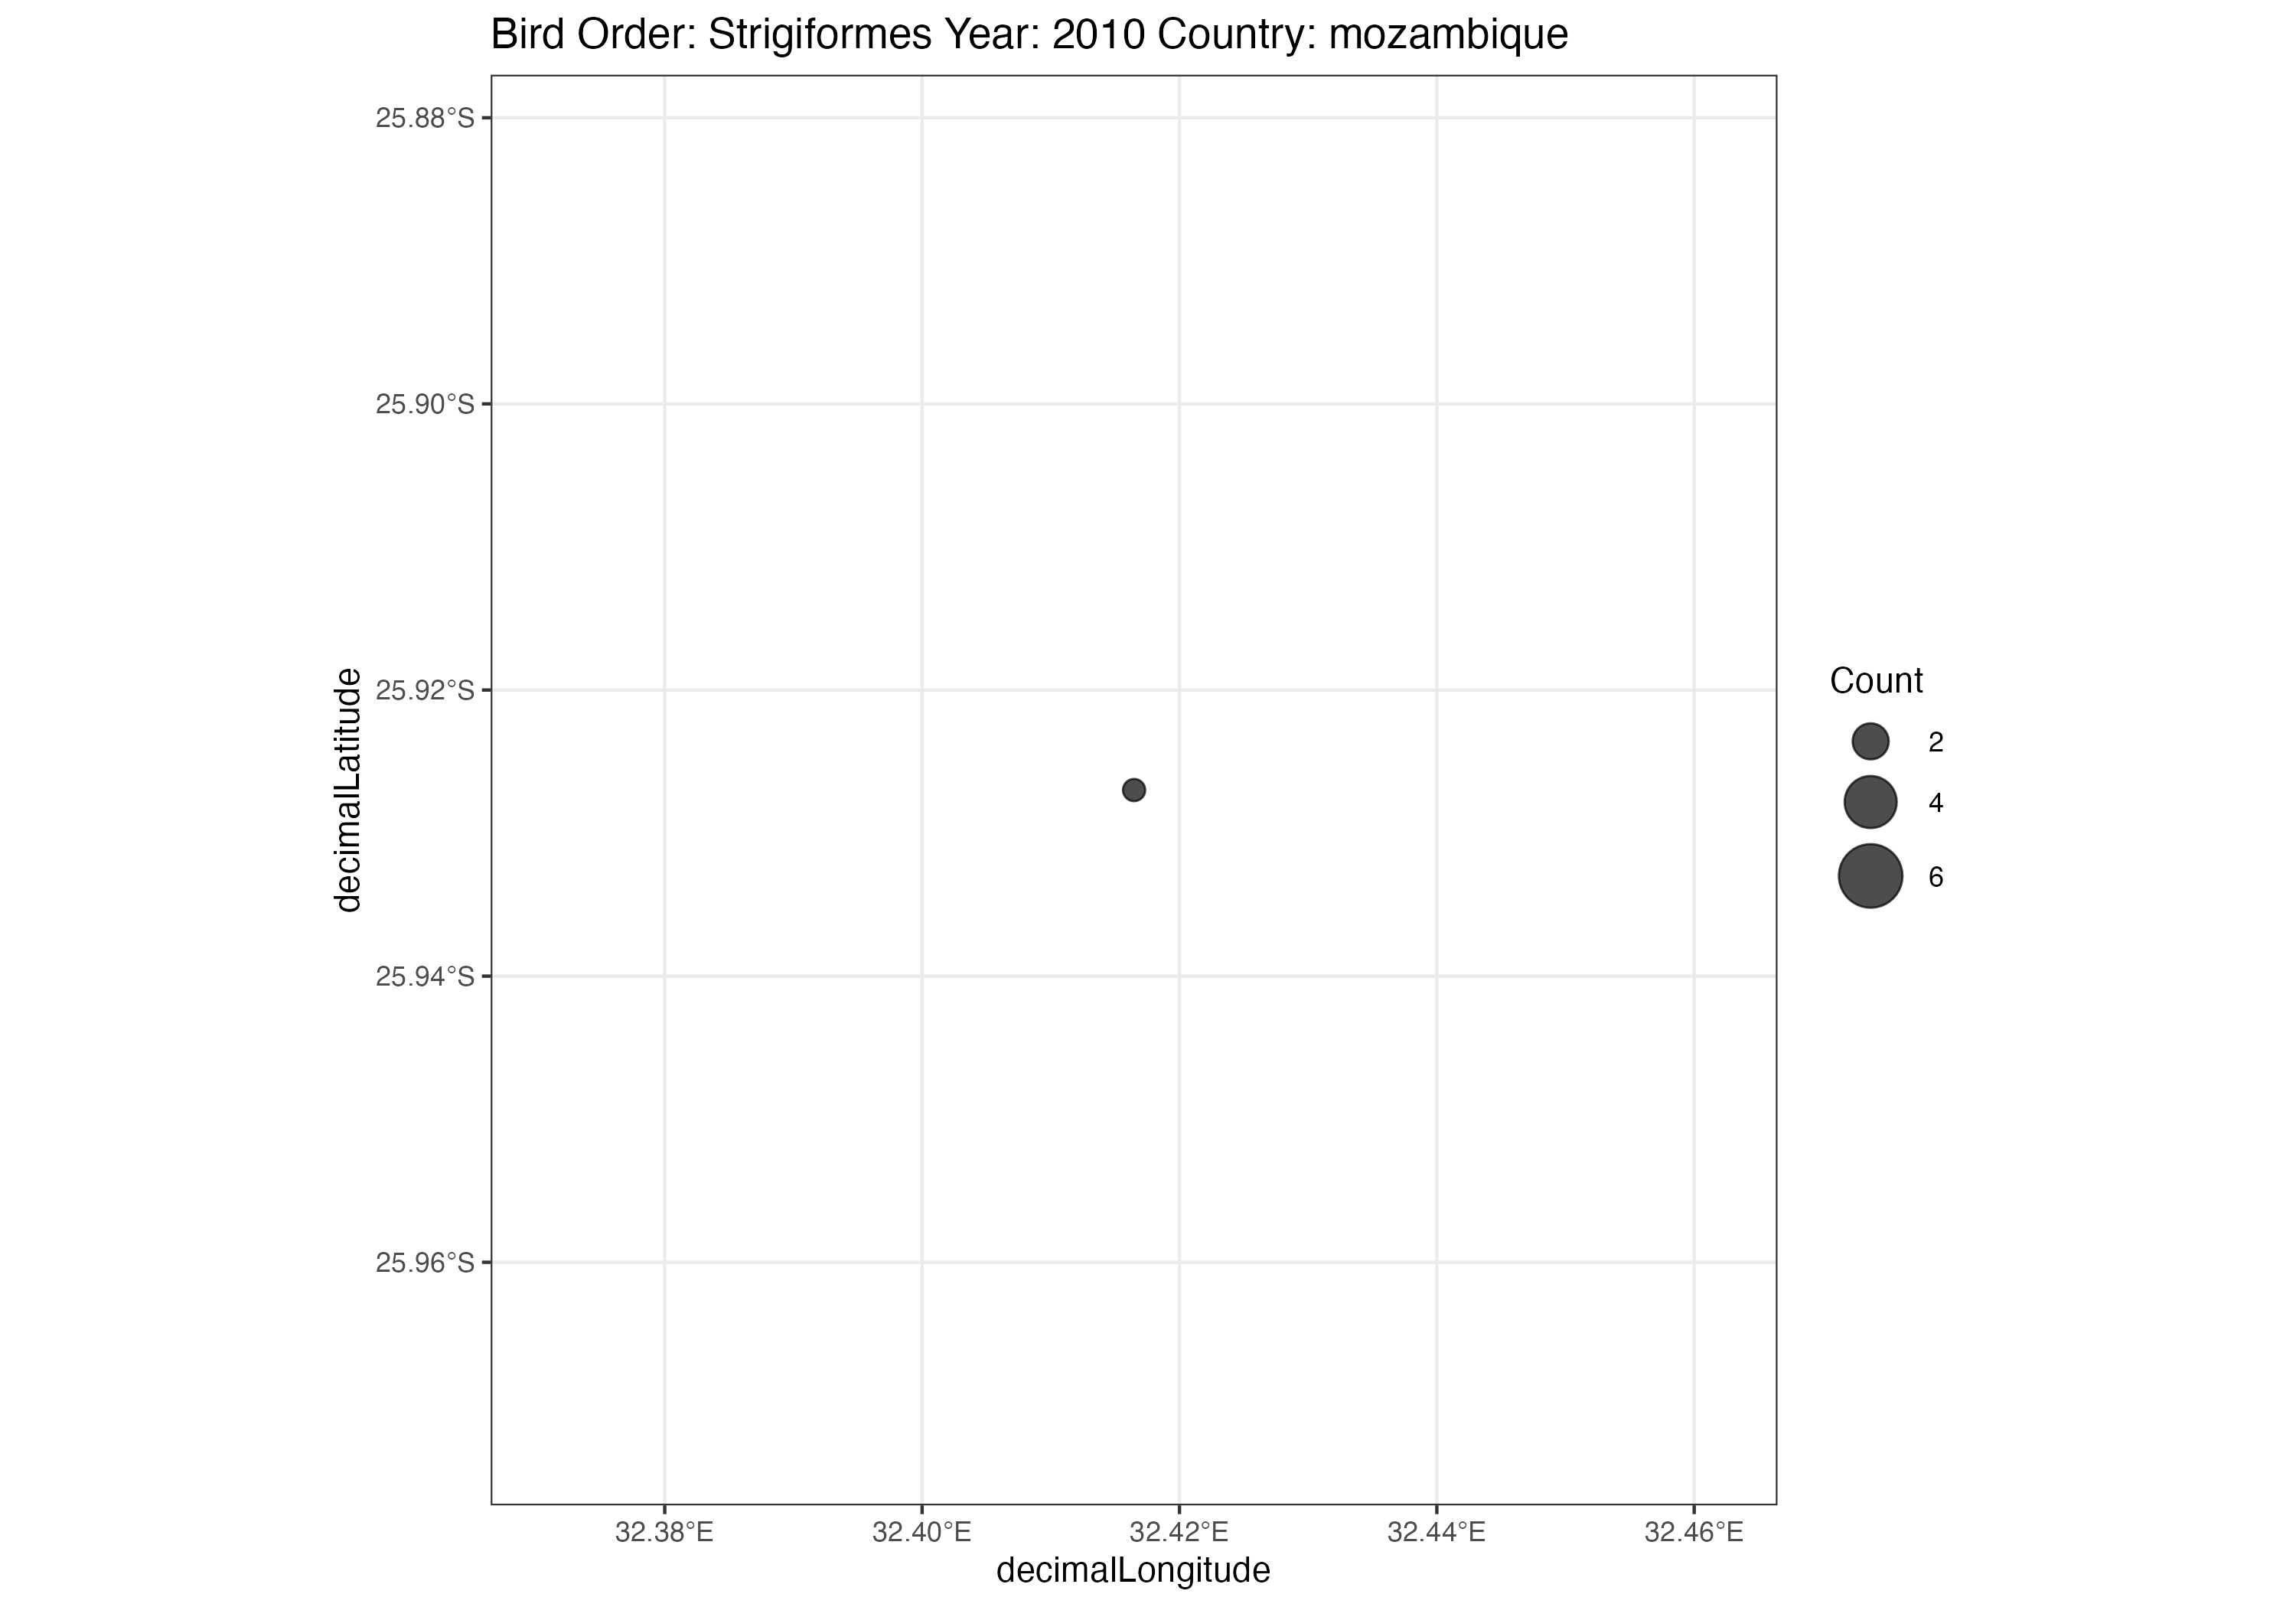 Bird Order: Strigiformes Year: 2010 Country: mozambique
25.88°S
25.90°S
25.92°S
25.94°S
25.96°S
decimalLatitude
32.38°E
32.40°E
32.42°E
32.44°E
32.46°E
decimalLongitude
Count
2
4
6